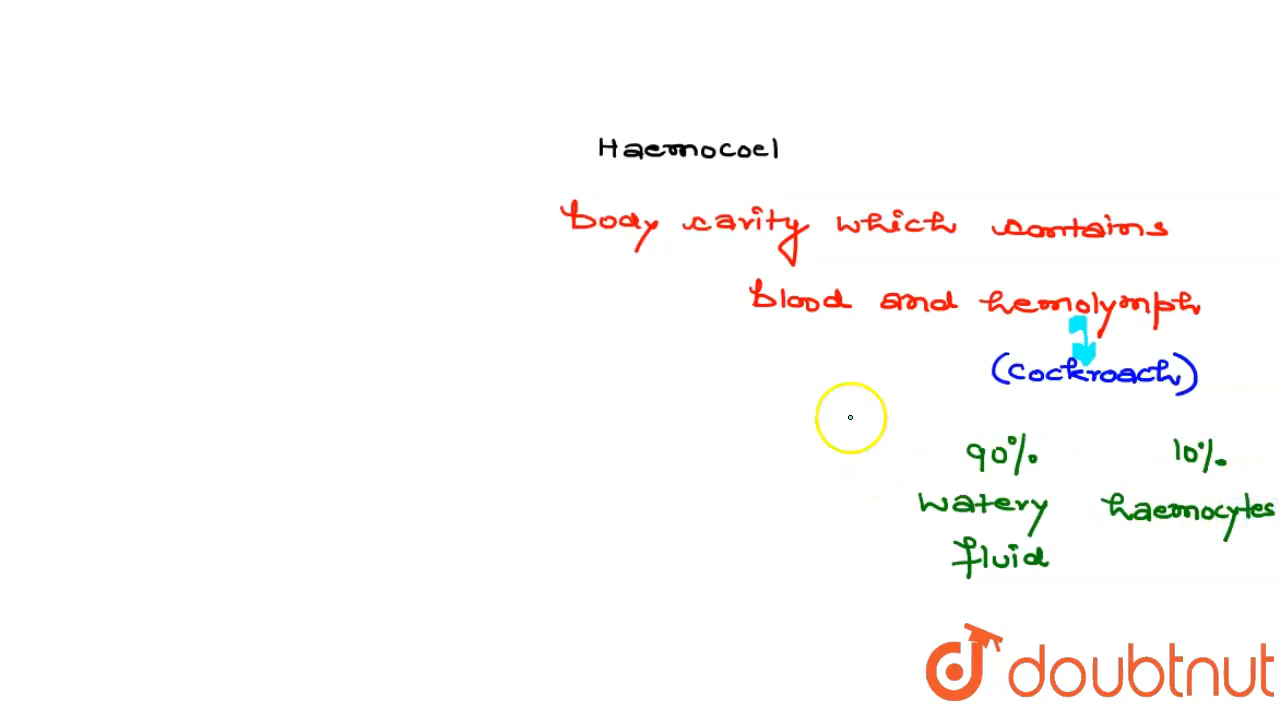 Haemocoel
body cavity which contains
blood and hemolymph
(cockroach)
90% 10%
watery haemocytes
fluid
doubtnut